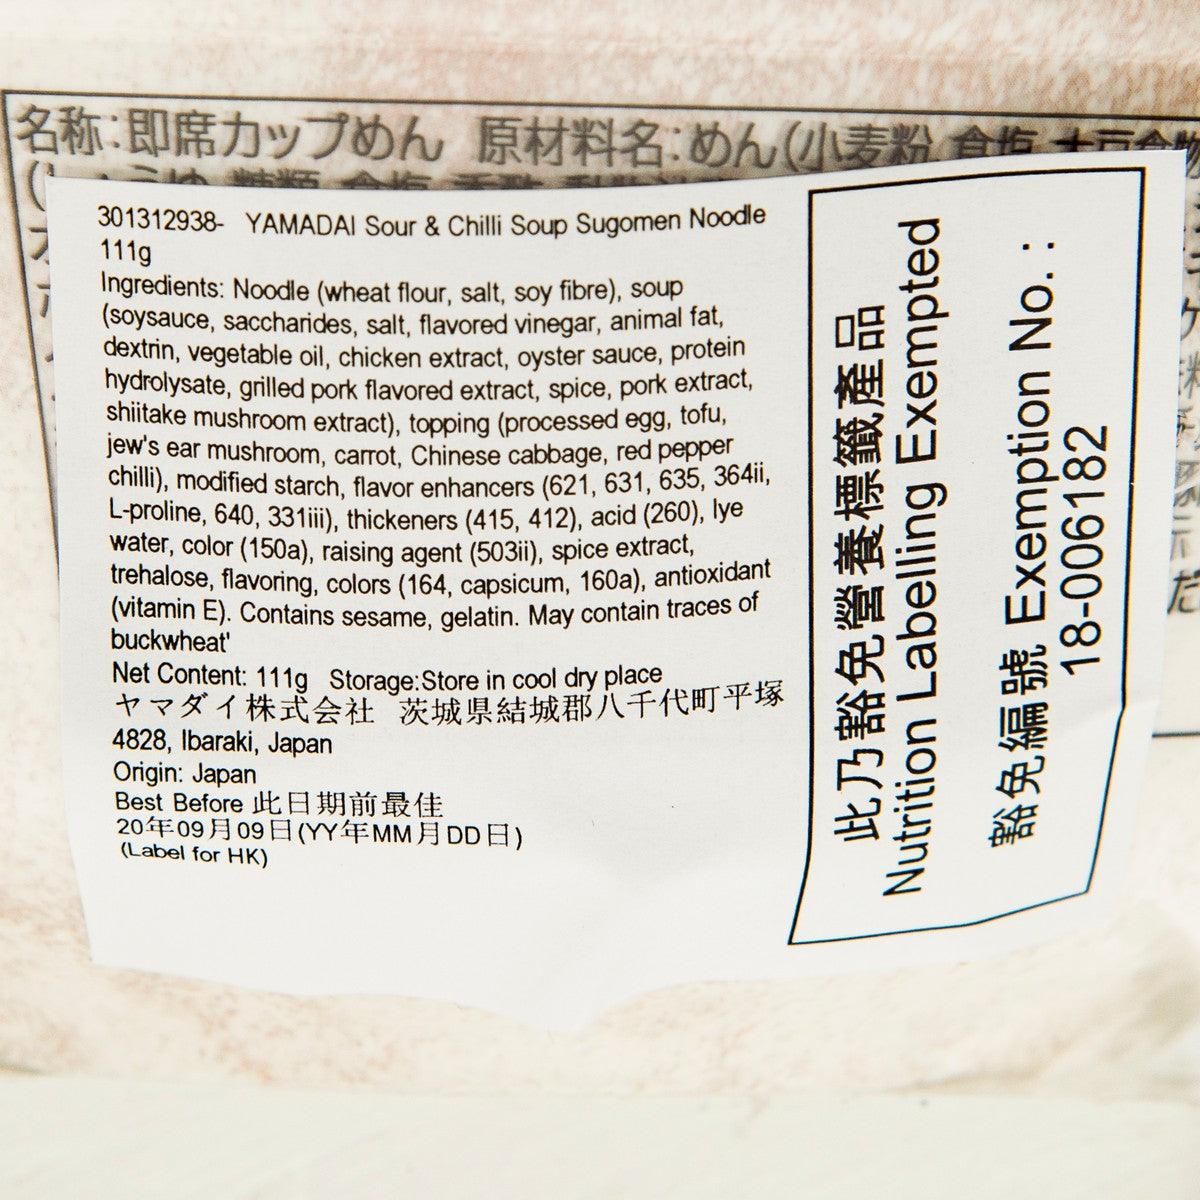 名称:即席カップめん 原材料名:めん(小麦粉 食塩
301312938- YAMADAI Sour & Chilli Soup Sugomen Noodle
111g
Ingredients: Noodle (wheat flour, salt, soy fibre), soup
(soysauce, saccharides, salt, flavored vinegar, animal fat,
dextrin, vegetable oil, chicken extract, oyster sauce, protein
hydrolysate, grilled pork flavored extract, spice, pork extract,
shiitake mushroom extract), topping (processed egg, tofu,
jew's ear mushroom, carrot, Chinese cabbage, red pepper
chilli), modified starch, flavor enhancers (621, 631, 635, 364ii,
L-proline, 640, 331iii), thickeners (415, 412), acid (260), lye
water, color (150a), raising agent (503ii), spice extract,
trehalose, flavoring, colors (164, capsicum, 160a), antioxidant
(vitamin E). Contains sesame, gelatin. May contain traces of
buckwheat'
Net Content: 111g Storage:Store in cool dry place
ヤマダイ株式会社 茨城県結城郡八千代町平塚
4828, Ibaraki, Japan
Origin: Japan
Best Before 此日期前最佳
20年09月09日(YY年MM月DD日)
(Label for HK)
此乃豁免營養標籤產品
Nutrition Labelling Exempted
豁免編號 Exemption No. :
18-006182